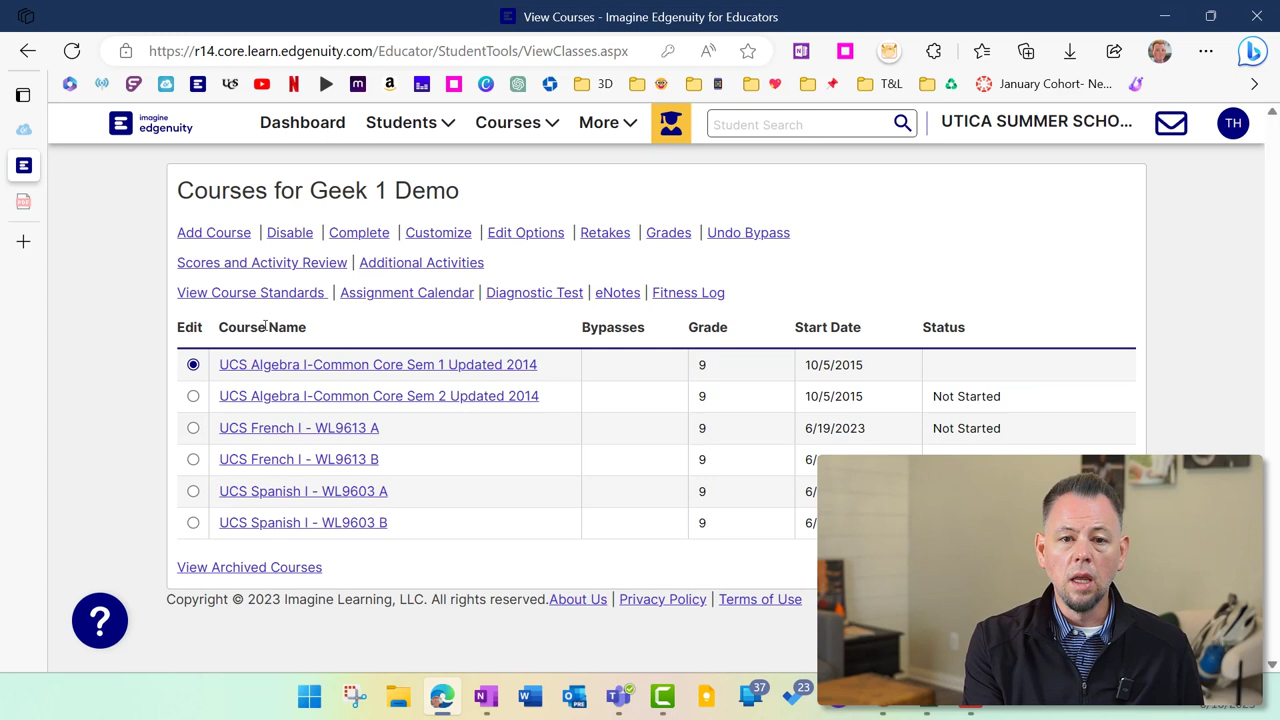 View Courses - Imagine Edgenuity for Educators
https://r14.core.learn.edgenuity.com/Educator/StudentTools/ViewClasses.aspx
3D
T&L
January Cohort- Ne...
imagine edgenuity
Dashboard Students Courses More Student Search UTICA SUMMER SCHO... TH
Courses for Geek 1 Demo
Add Course | Disable | Complete | Customize | Edit Options | Retakes | Grades | Undo Bypass
Scores and Activity Review | Additional Activities
View Course Standards | Assignment Calendar | Diagnostic Test | eNotes | Fitness Log
Edit Course Name Bypasses Grade Start Date Status
UCS Algebra I-Common Core Sem 1 Updated 2014 9 10/5/2015
UCS Algebra I-Common Core Sem 2 Updated 2014 9 10/5/2015 Not Started
UCS French I - WL9613 A 9 6/19/2023 Not Started
UCS French I - WL9613 B 9 6/
UCS Spanish I - WL9603 A 9 6/
UCS Spanish I - WL9603 B 9 6/
View Archived Courses
Copyright © 2023 Imagine Learning, LLC. All rights reserved.About Us | Privacy Policy | Terms of Use
?
37 23